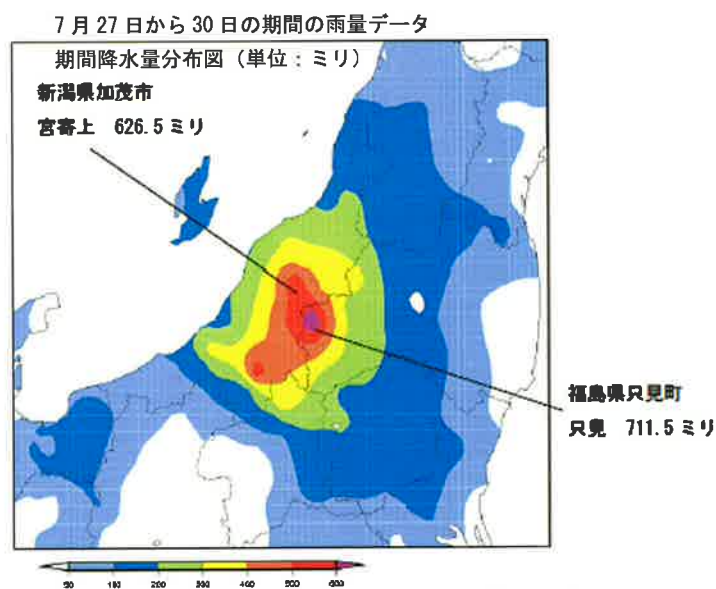 7月27日から30日の期間の雨量データ
期間降水量分布図（単位：ミリ）
新潟県加茂市
宮寄上 626.5ミリ
福島県只見町
只見 711.5ミリ
50 100 200 300 400 500 600